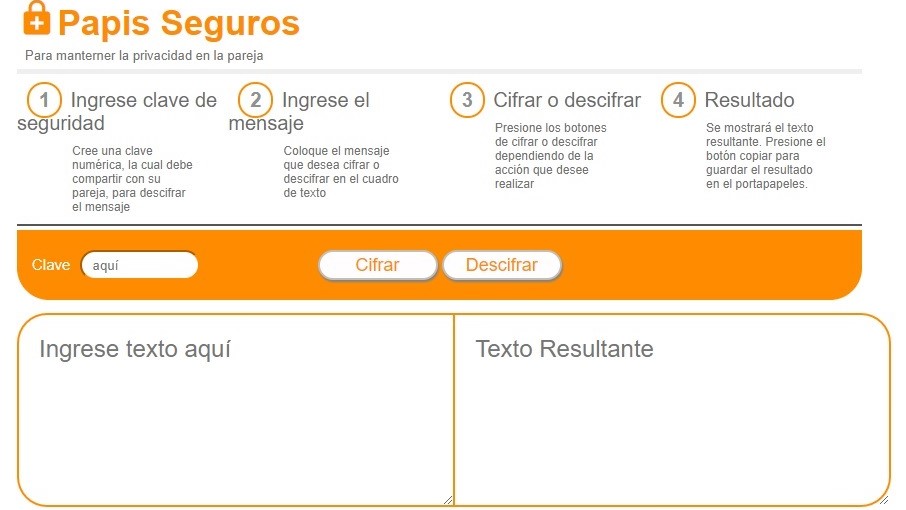 Papis Seguros
Para manterner la privacidad en la pareja
1 Ingrese clave de
seguridad
Cree una clave
numérica, la cual debe
compartir con su
pareja, para descifrar
el mensaje
2 Ingrese el
mensaje
Coloque el mensaje
que desea cifrar o
descifrar en el cuadro
de texto
3 Cifrar o descifrar
Presione los botones
de cifrar o descifrar
dependiendo de la
acción que desee
realizar
4 Resultado
Se mostrará el texto
resultante. Presione el
botón copiar para
guardar el resultado
en el portapapeles.
Clave aquí Cifrar Descifrar
Ingrese texto aquí
Texto Resultante